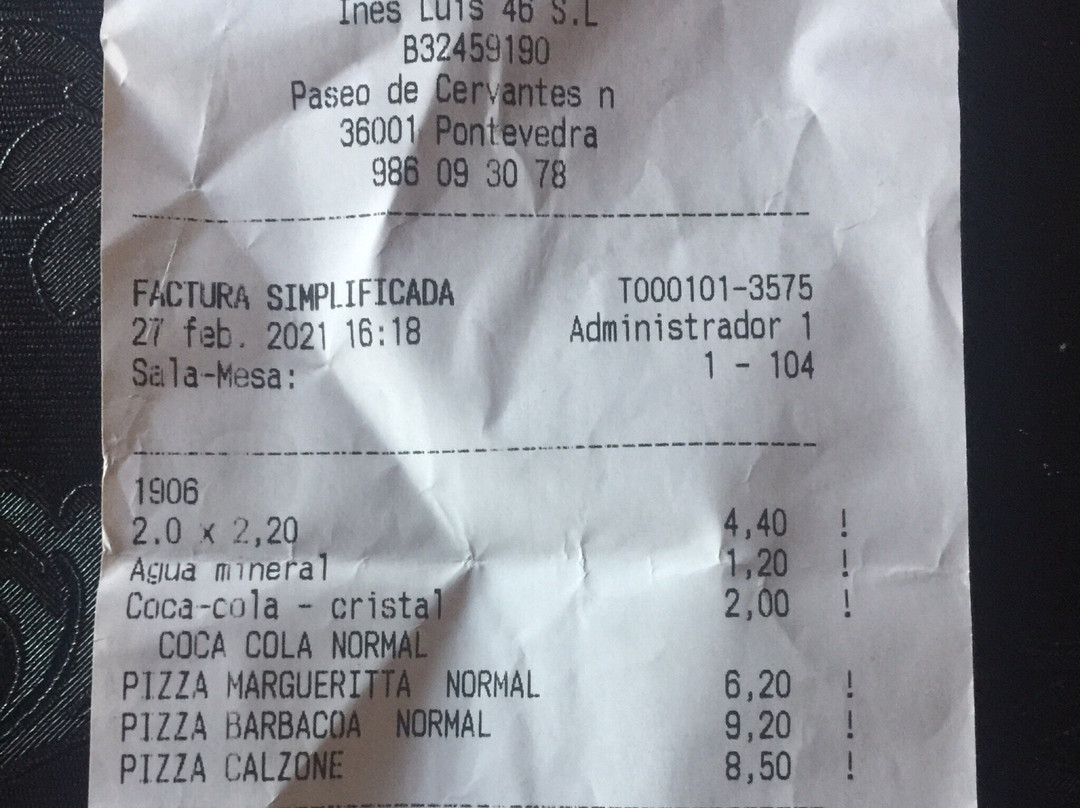 Ines Luis 46 S.L
B32459190
Paseo de Cervantes n
36001 Pontevedra
986 09 30 78
FACTURA SIMPLIFICADA T000101-3575
27 feb. 2021 16:18 Administrador 1
Sala-Mesa: 1 - 104
1906
2.0 x 2,20 4,40 !
Agua mineral 1,20 !
Coca-cola - cristal 2,00 !
COCA COLA NORMAL
PIZZA MARGUERITTA NORMAL 6,20 !
PIZZA BARBACOA NORMAL 9,20 !
PIZZA CALZONE 8,50 !